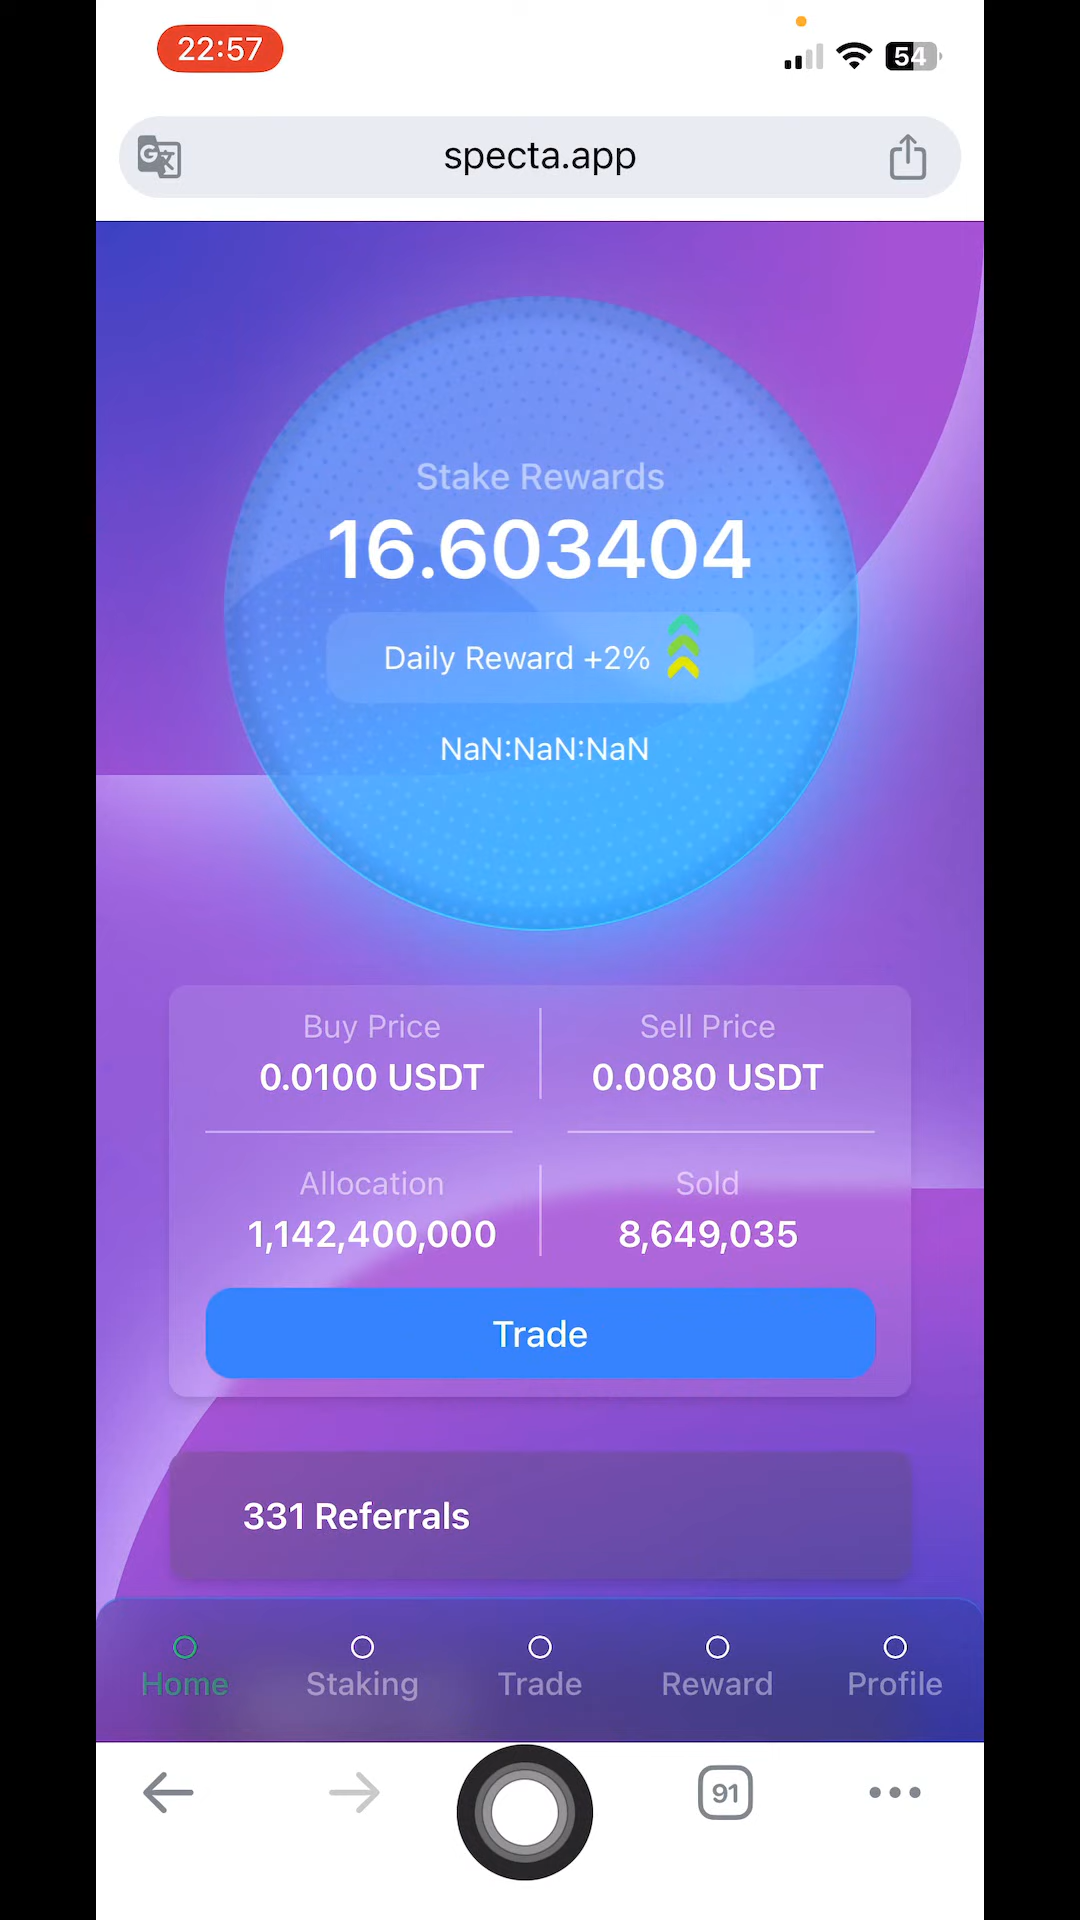 22:57
54
specta.app
Stake Rewards
16.603404
Daily Reward +2%
NaN:NaN:NaN
Buy Price
0.0100 USDT
Sell Price
0.0080 USDT
Allocation
1,142,400,000
Sold
8,649,035
Trade
331 Referrals
Home
Staking
Trade
Reward
Profile
91